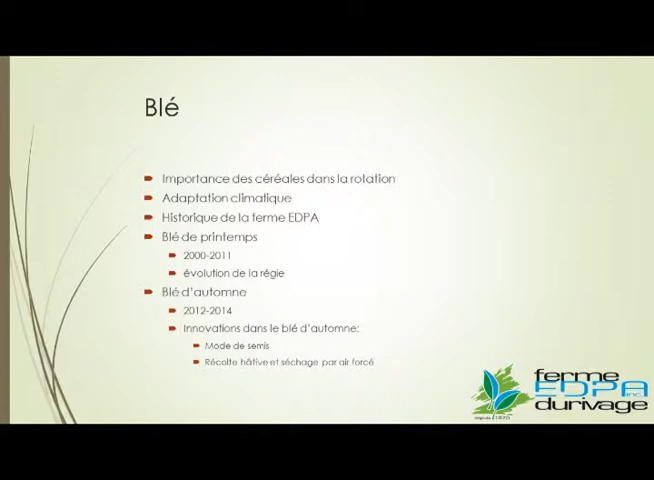 Blé
Importance des céréales dans la rotation
Adaptation climatique
Historique de la ferme EDPA
Blé de printemps
2000-2011
évolution de la régie
Blé d'automne
2012-2014
Innovations dans le blé d'automne:
Mode de semis
Récolte hâtive et séchage par air forcé
ferme
EDPA inc.
durivage